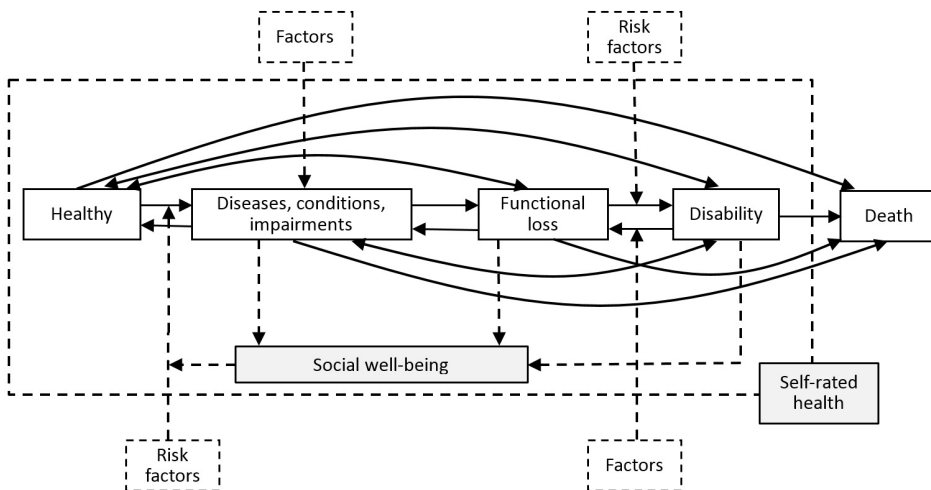 Factors
Risk
factors
Healthy
Diseases, conditions,
impairments
Functional
loss
Disability
Death
Social well-being
Self-rated
health
Risk
factors
Factors